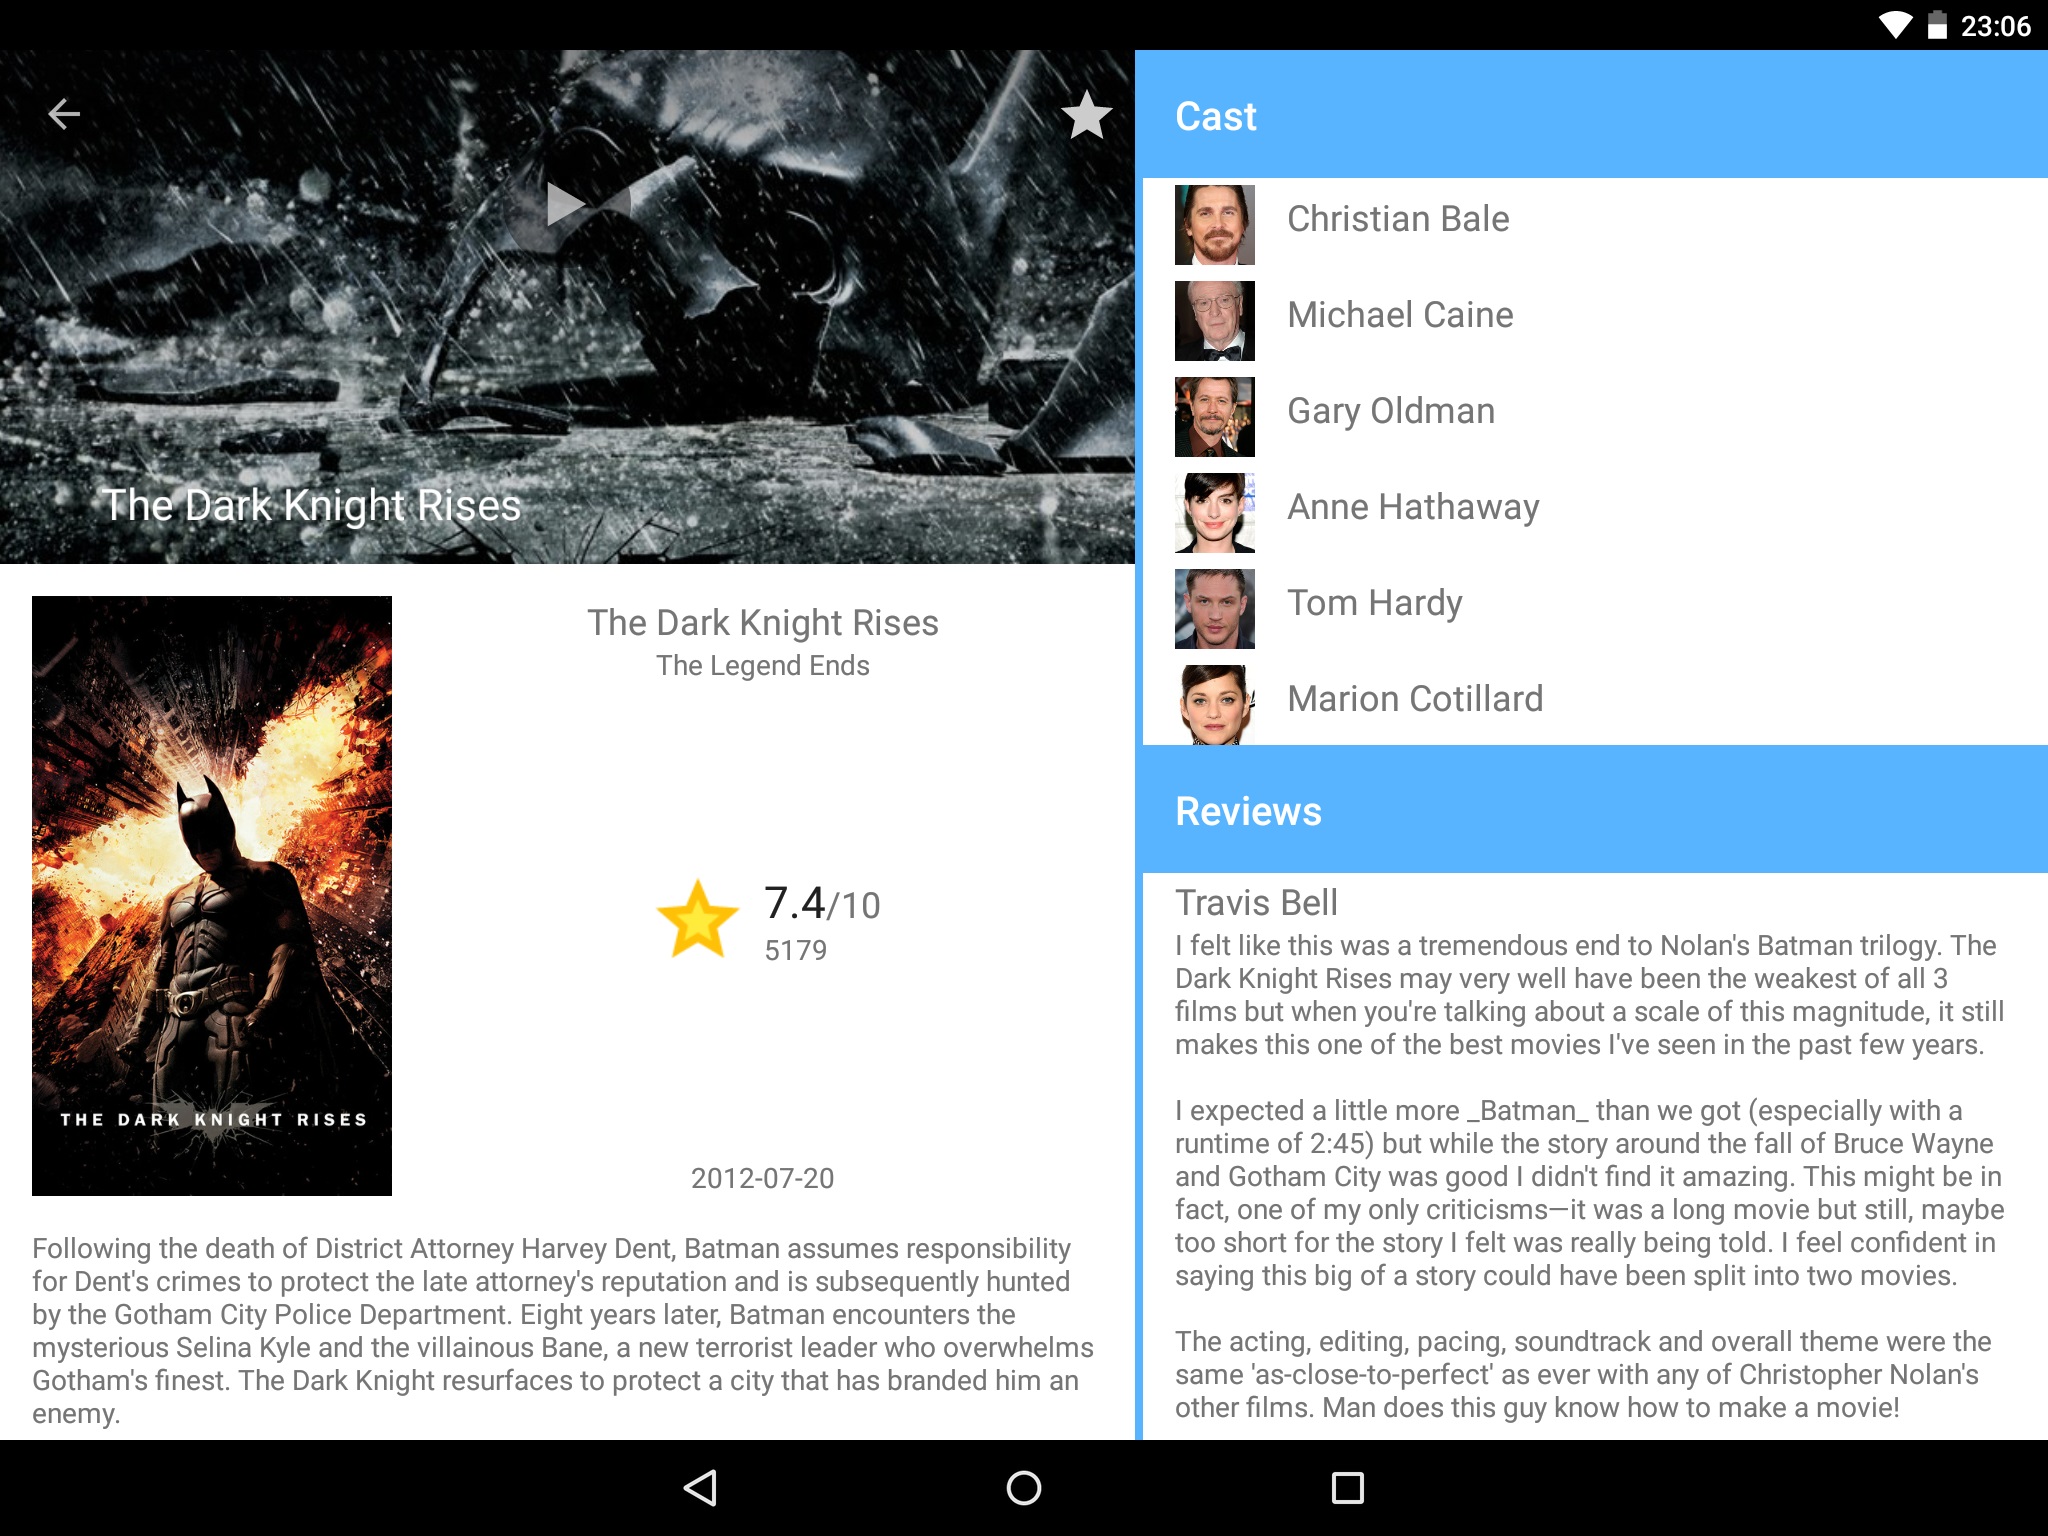 23:06
The Dark Knight Rises
The Dark Knight Rises
The Legend Ends
7.4/10
5179
THE DARK KNIGHT RISES
2012-07-20
Following the death of District Attorney Harvey Dent, Batman assumes responsibility
for Dent's crimes to protect the late attorney's reputation and is subsequently hunted
by the Gotham City Police Department. Eight years later, Batman encounters the
mysterious Selina Kyle and the villainous Bane, a new terrorist leader who overwhelms
Gotham's finest. The Dark Knight resurfaces to protect a city that has branded him an
enemy.
Cast
Christian Bale
Michael Caine
Gary Oldman
Anne Hathaway
Tom Hardy
Marion Cotillard
Reviews
Travis Bell
I felt like this was a tremendous end to Nolan's Batman trilogy. The
Dark Knight Rises may very well have been the weakest of all 3
films but when you're talking about a scale of this magnitude, it still
makes this one of the best movies I've seen in the past few years.
I expected a little more _Batman_ than we got (especially with a
runtime of 2:45) but while the story around the fall of Bruce Wayne
and Gotham City was good I didn't find it amazing. This might be in
fact, one of my only criticisms—it was a long movie but still, maybe
too short for the story I felt was really being told. I feel confident in
saying this big of a story could have been split into two movies.
The acting, editing, pacing, soundtrack and overall theme were the
same 'as-close-to-perfect' as ever with any of Christopher Nolan's
other films. Man does this guy know how to make a movie!